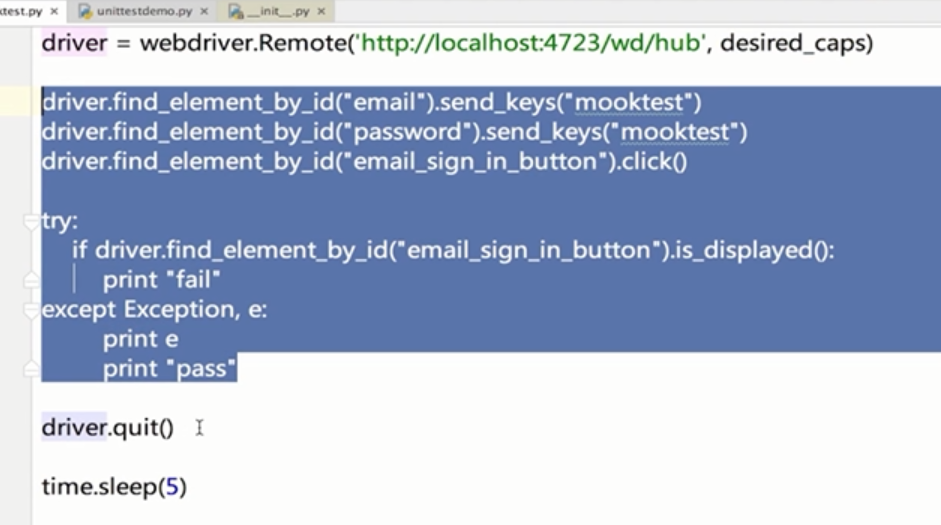 ktest.py × unittestdemo.py × __init__.py ×
driver = webdriver.Remote('http://localhost:4723/wd/hub', desired_caps)
driver.find_element_by_id("email").send_keys("mooktest")
driver.find_element_by_id("password").send_keys("mooktest")
driver.find_element_by_id("email_sign_in_button").click()
try:
if driver.find_element_by_id("email_sign_in_button").is_displayed():
print "fail"
except Exception, e:
print e
print "pass"
driver.quit()
time.sleep(5)